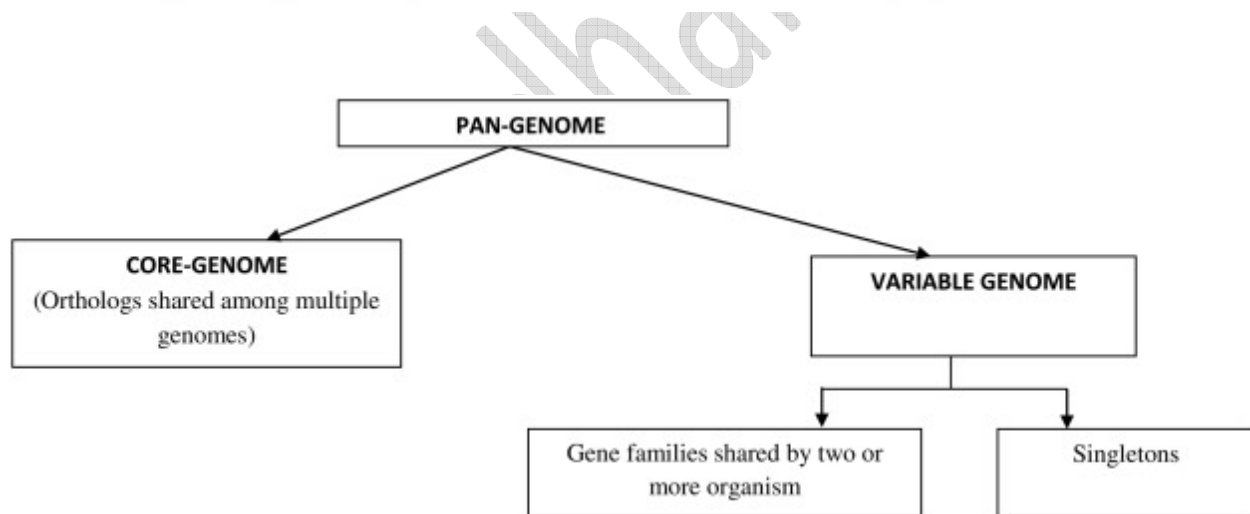 PAN-GENOME
CORE-GENOME
(Orthologs shared among multiple
genomes)
VARIABLE GENOME
Gene families shared by two or
more organism
Singletons